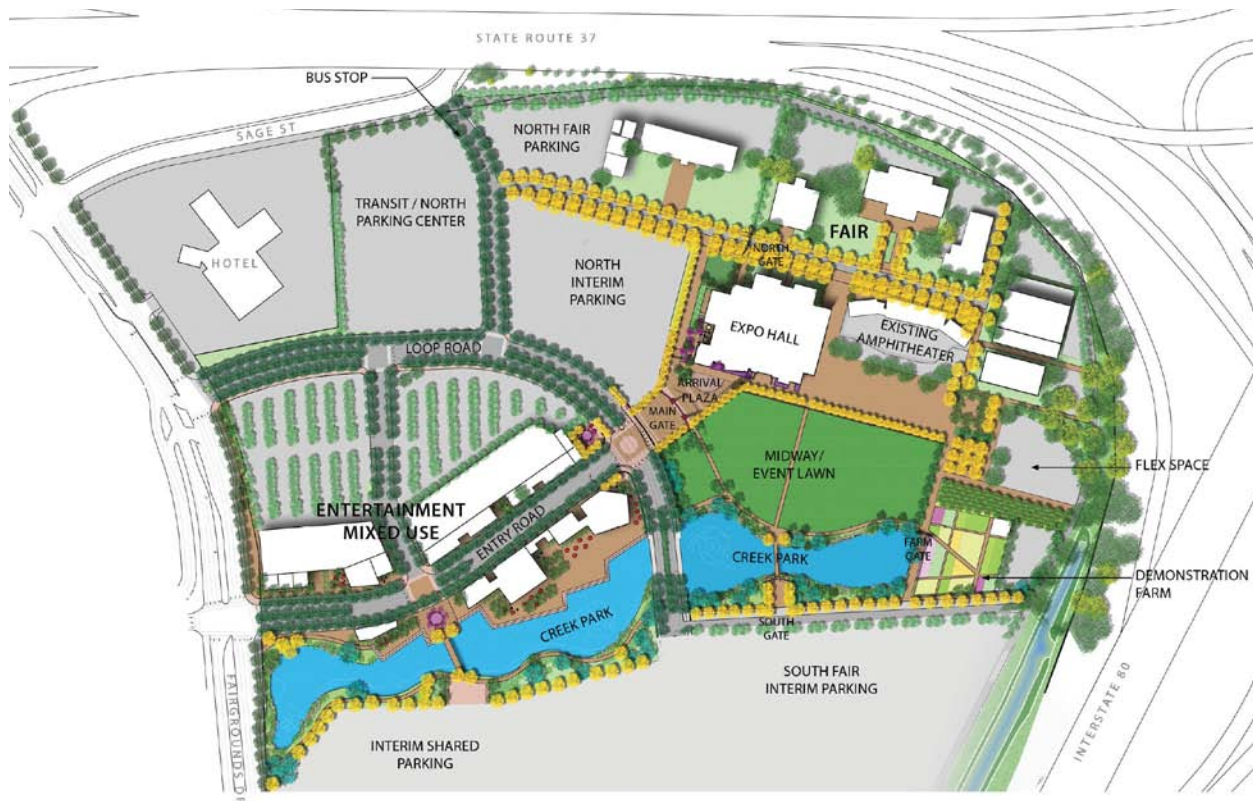 STATE ROUTE 37
BUS STOP
SAGE ST
NORTH FAIR
PARKING
TRANSIT / NORTH
PARKING CENTER
HOTEL
FAIR
NORTH
GATE
NORTH
INTERIM
PARKING
EXPO HALL
EXISTING
AMPHITHEATER
LOOP ROAD
ARRIVAL
PLAZA
MAIN
GATE
MIDWAY/
EVENT LAWN
FLEX SPACE
ENTERTAINMENT
MIXED USE
ENTRY ROAD
FARM
GATE
CREEK PARK
DEMONSTRATION
FARM
CREEK PARK
SOUTH
GATE
SOUTH FAIR
INTERIM PARKING
INTERIM SHARED
PARKING
FAIRGROUNDS
INTERSTATE 80